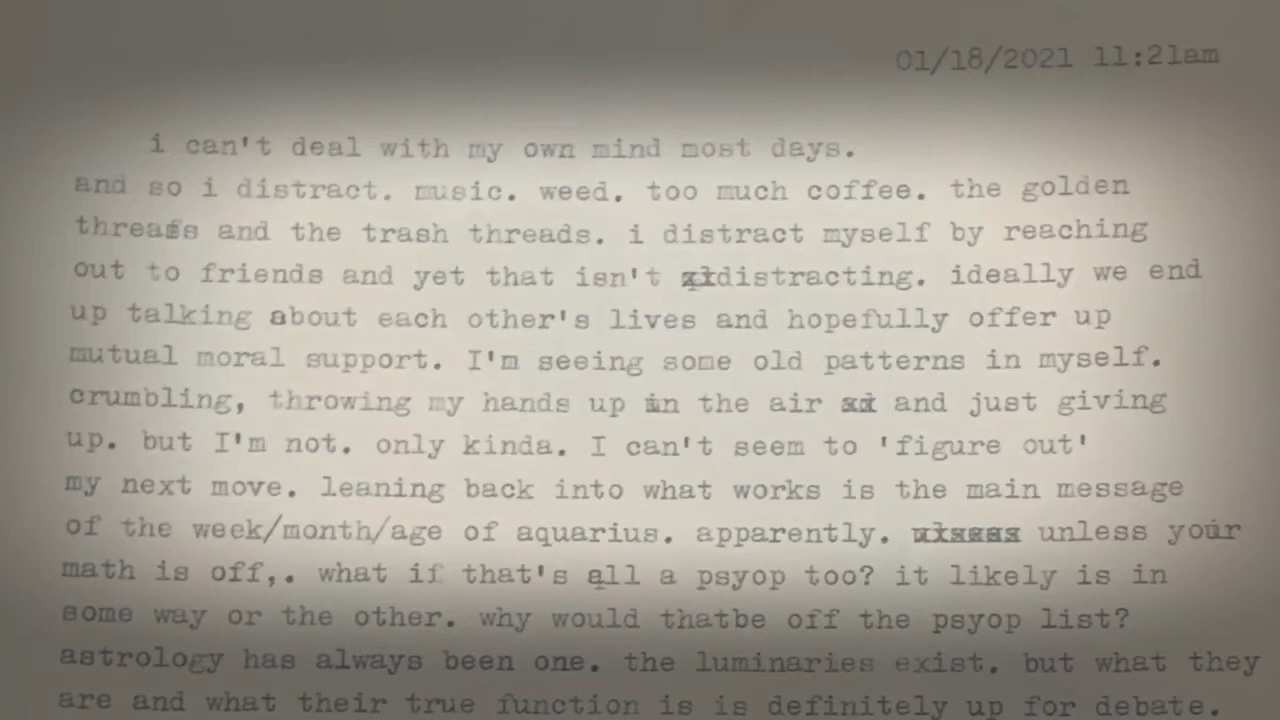 01/18/2021 11:21am
i can't deal with my own mind most days.
and so i distract. music. weed. too much coffee. the golden
threads and the trash threads. i distract myself by reaching
out to friends and yet that isn't distracting. ideally we end
up talking about each other's lives and hopefully offer up
mutual moral support. I'm seeing some old patterns in myself.
crumbling, throwing my hands up in the air and just giving
up. but I'm not. only kinda. I can't seem to 'figure out'
my next move. leaning back into what works is the main message
of the week/month/age of aquarius. apparently. unless your
math is off,. what if that's all a psyop too? it likely is in
some way or the other. why would thatbe off the psyop list?
astrology has always been one. the luminaries exist. but what they
are and what their true function is is definitely up for debate.